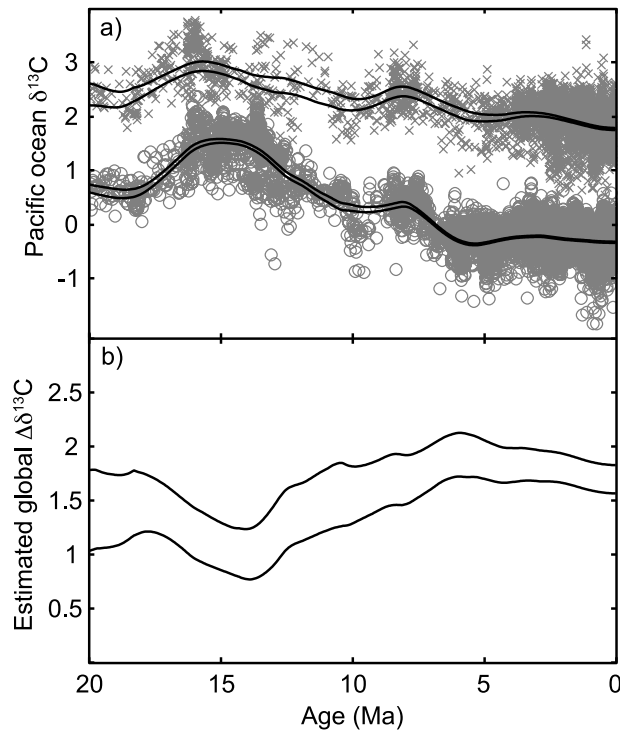 a)
Pacific ocean δ¹³C
3
2
1
0
-1
b)
Estimated global Δδ¹³C
2.5
2
1.5
1
0.5
20 15 10 5 0
Age (Ma)